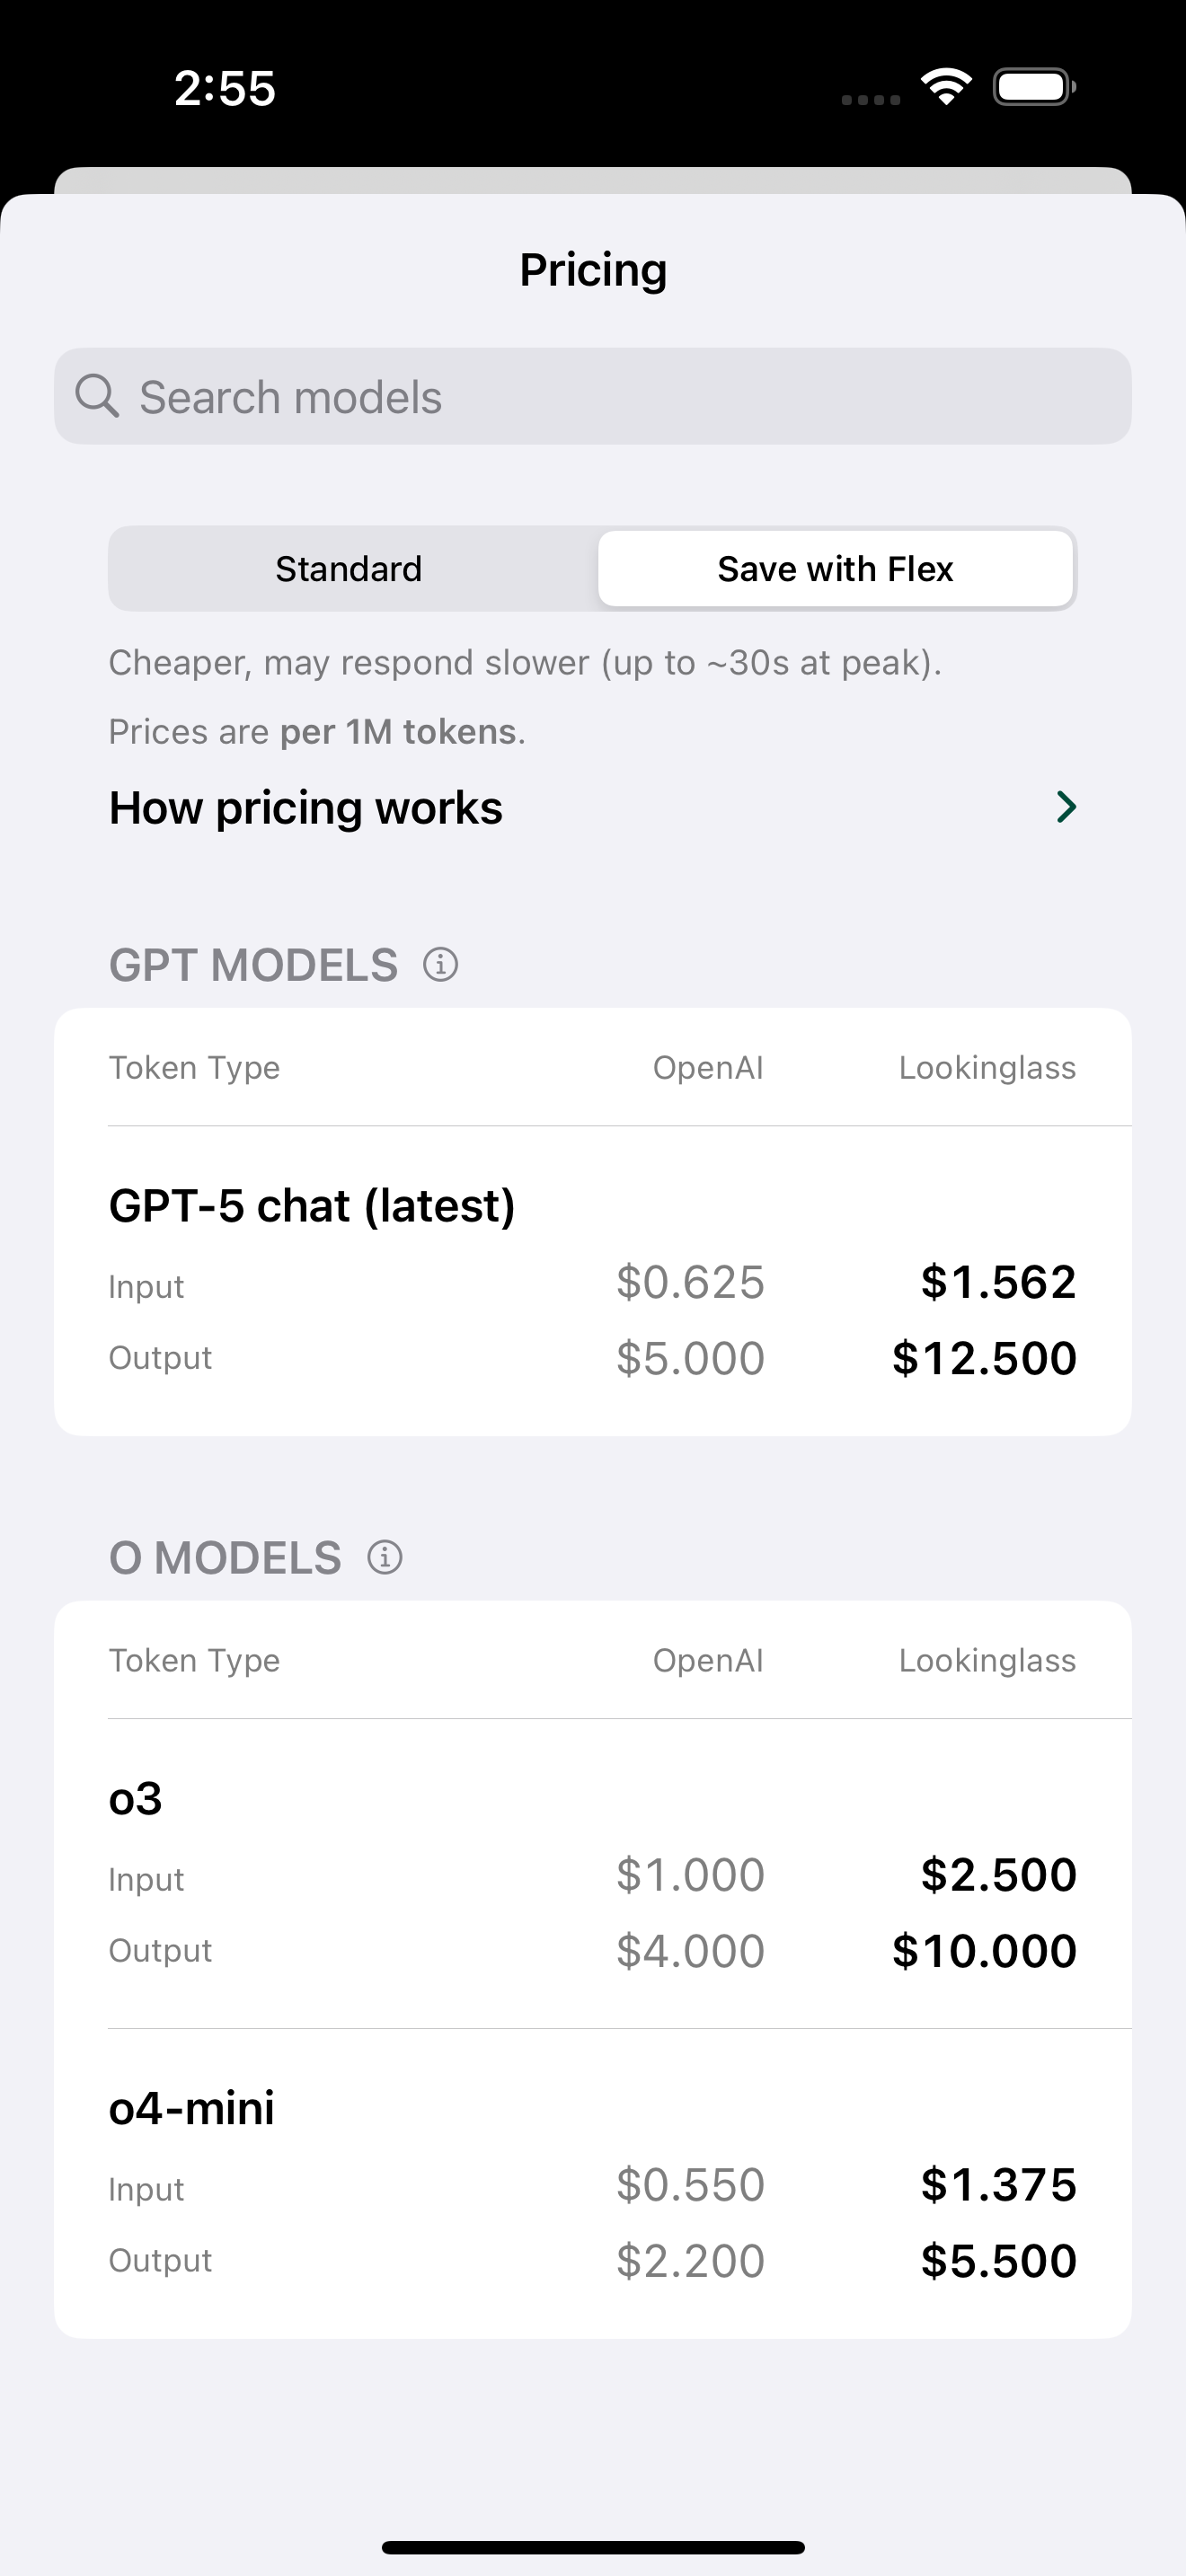 2:55
Pricing
Search models
Standard Save with Flex
Cheaper, may respond slower (up to ~30s at peak).
Prices are per 1M tokens.
How pricing works
GPT MODELS
Token Type OpenAI Lookinglass
GPT-5 chat (latest)
Input $0.625 $1.562
Output $5.000 $12.500
O MODELS
Token Type OpenAI Lookinglass
o3
Input $1.000 $2.500
Output $4.000 $10.000
o4-mini
Input $0.550 $1.375
Output $2.200 $5.500